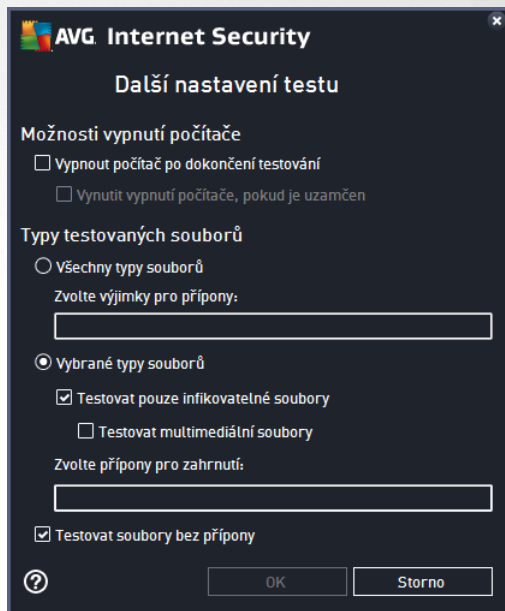 AVG. Internet Security
Další nastavení testu
Možnosti vypnutí počítače
Vypnout počítač po dokončení testování
Vynutit vypnutí počítače, pokud je uzamčen
Typy testovaných souborů
Všechny typy souborů
Zvolte výjimky pro přípony:
Vybrané typy souborů
Testovat pouze infikovatelné soubory
Testovat multimediální soubory
Zvolte přípony pro zahrnutí:
Testovat soubory bez přípony
? OK Storno